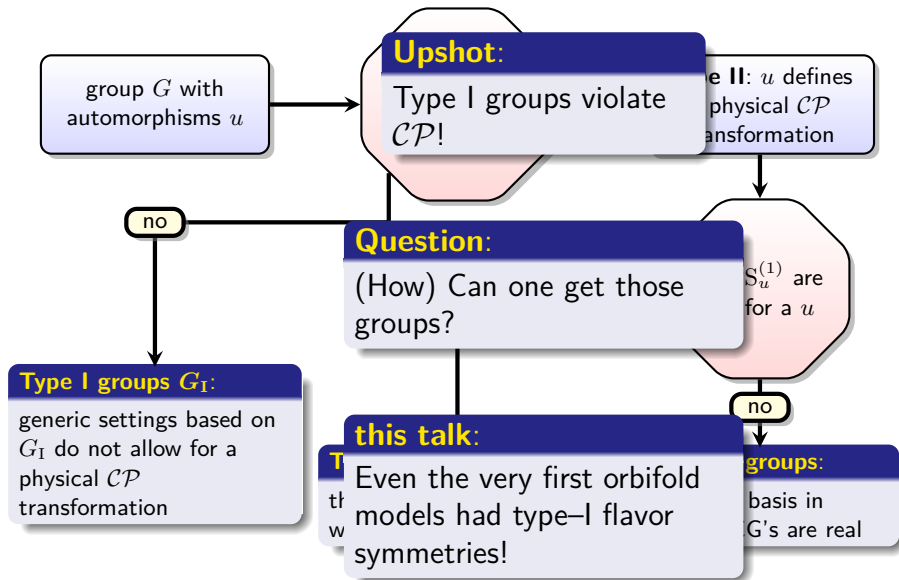 group G with
automorphisms u
Upshot:
Type I groups violate
CP!
II: u defines
physical CP
no
Question:
(How) Can one get those
groups?
S_u^{(1)} are
for a u
Type I groups G_I:
generic settings based on
G_I do not allow for a
physical CP
transformation
no
this talk:
Even the very first orbifold
models had type–I flavor
symmetries!
groups:
basis in
are real